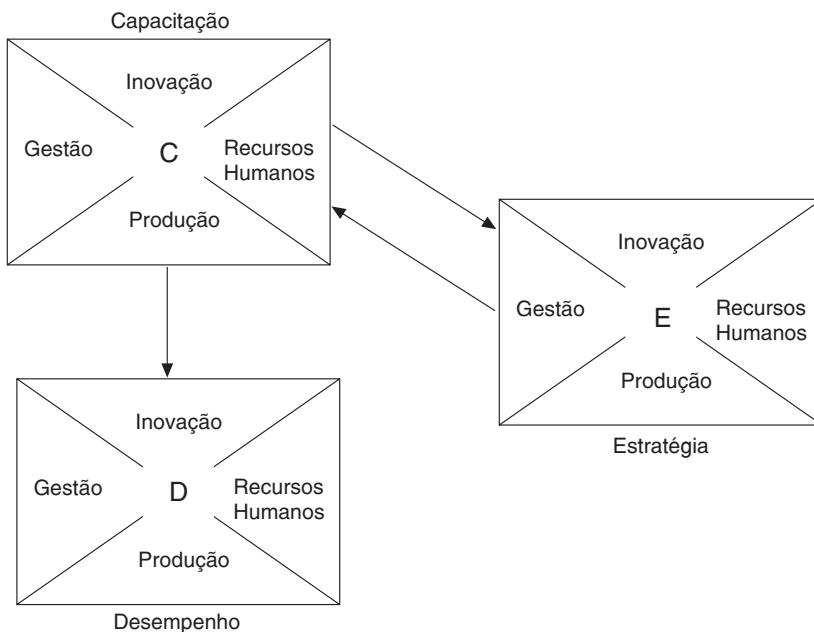 Capacitação
Inovação
Gestão
C
Recursos
Humanos
Produção
Inovação
Gestão
E
Recursos
Humanos
Produção
Estratégia
Inovação
Gestão
D
Recursos
Humanos
Produção
Desempenho